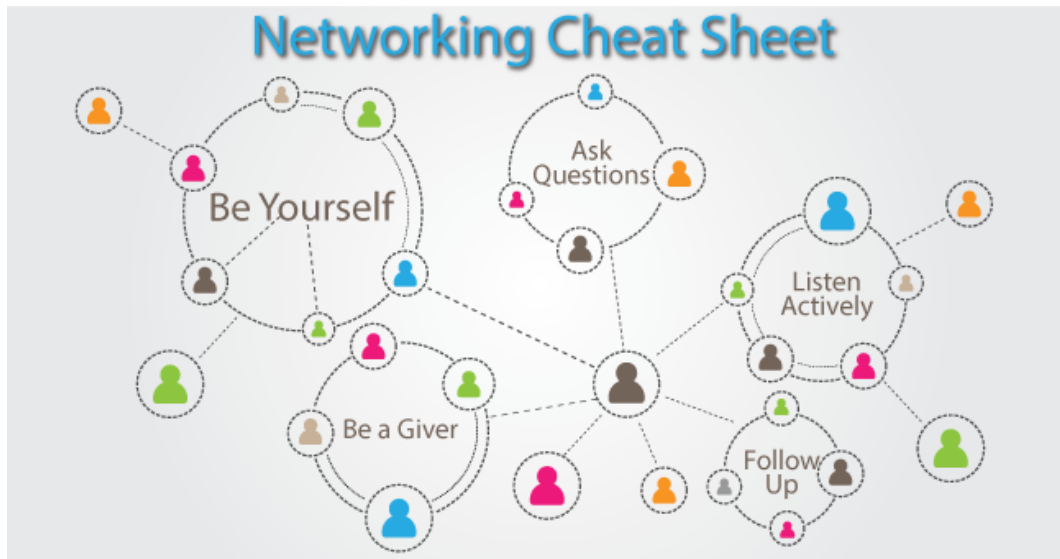 Networking Cheat Sheet
Be Yourself
Ask
Questions
Listen
Actively
Be a Giver
Follow
Up